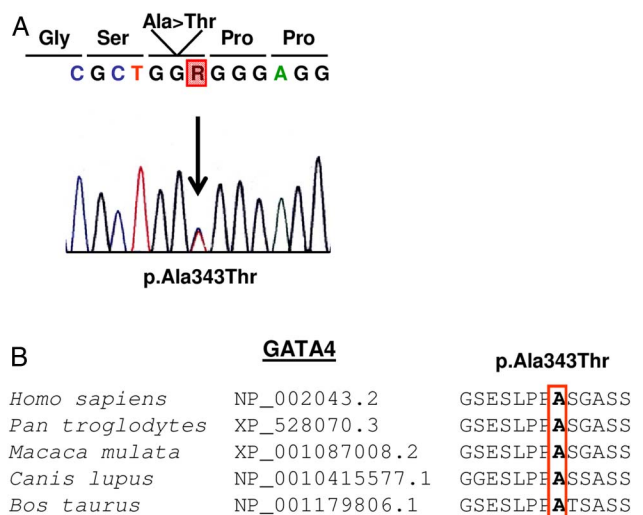 A
Ala>Thr
Gly Ser Pro Pro
C G C T G G R G G G A G G
p.Ala343Thr
B
GATA4 p.Ala343Thr
Homo sapiens NP_002043.2 GSESLPPASGASS
Pan troglodytes XP_528070.3 GSESLPPASGASS
Macaca mulata XP_001087008.2 GSESLPPASGASS
Canis lupus NP_0010415577.1 GGESLPPASSASS
Bos taurus NP_001179806.1 GSESLPPATSASS